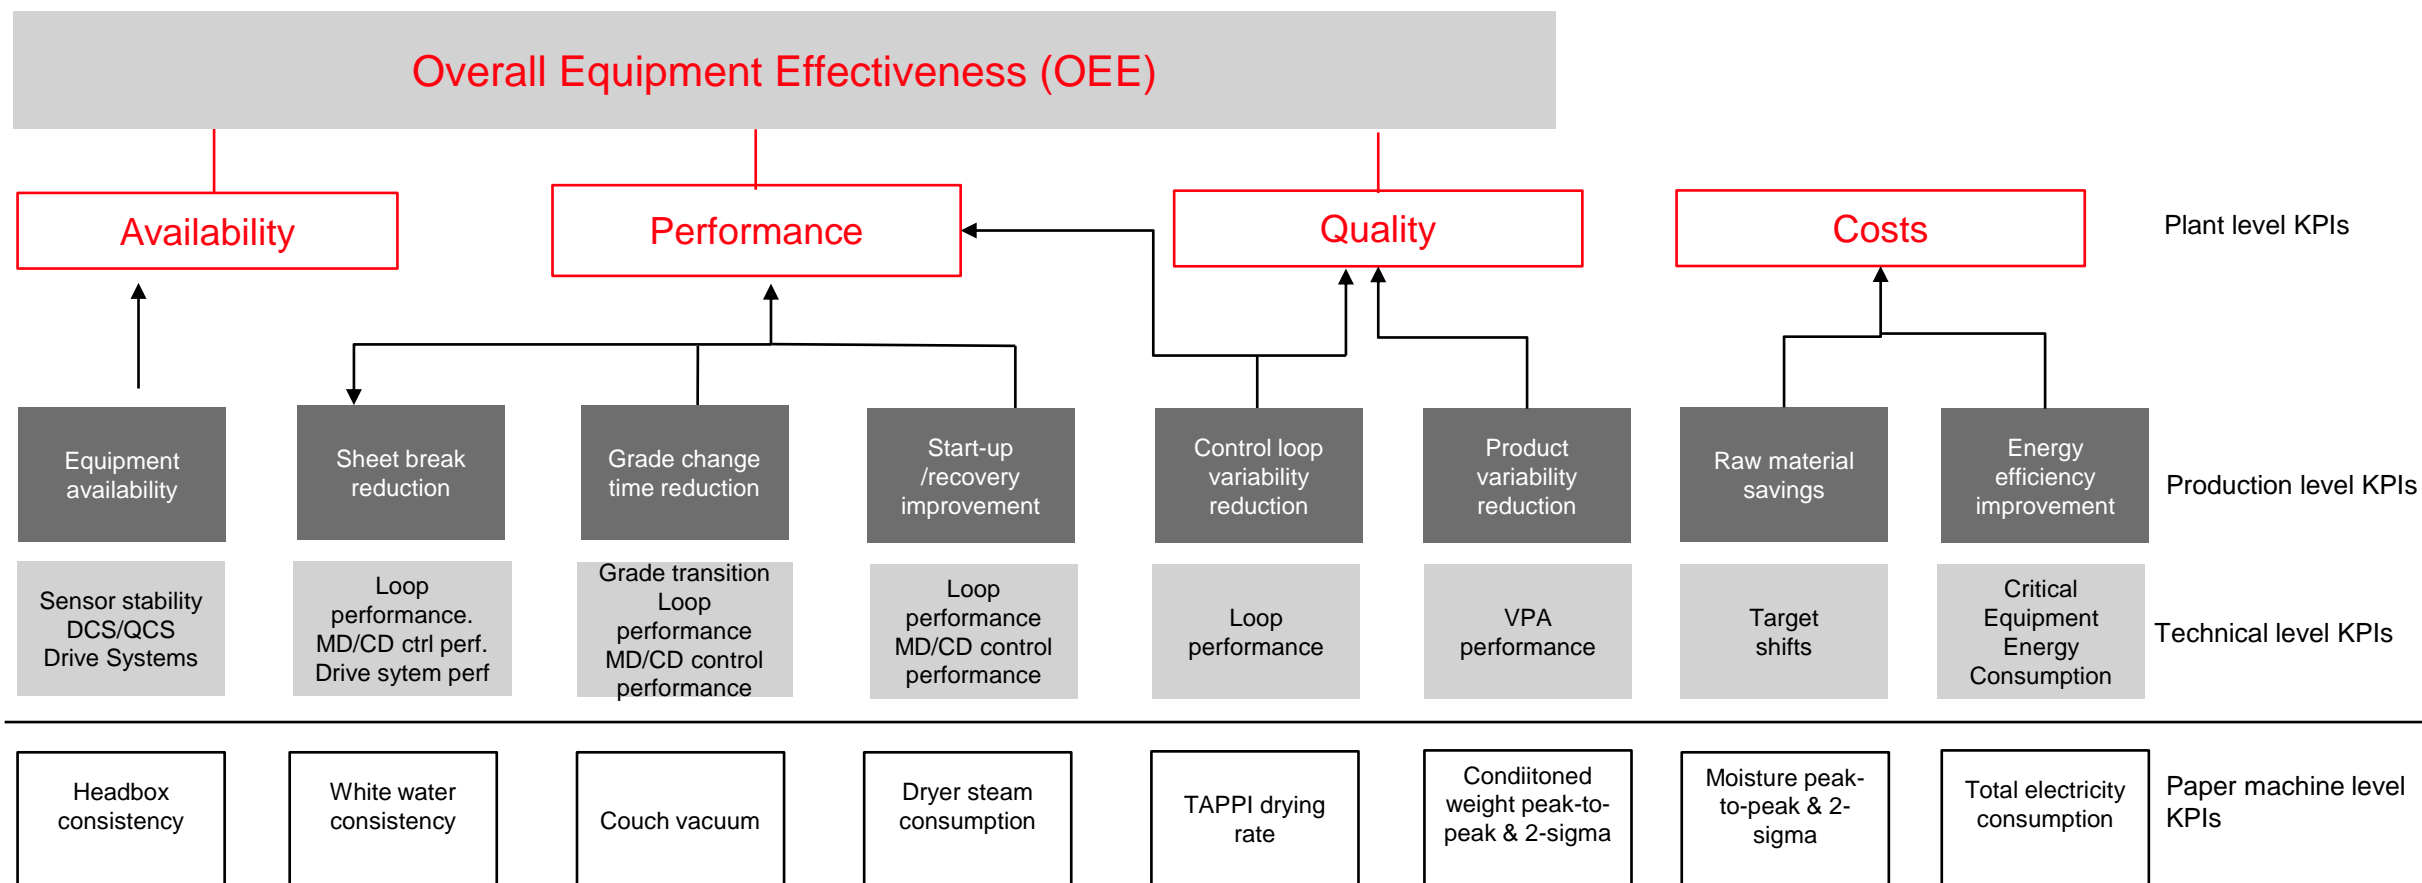 Overall Equipment Effectiveness (OEE)
Availability
Performance
Quality
Costs
Plant level KPIs
Equipment
availability
Sheet break
reduction
Grade change
time reduction
Start-up
/recovery
improvement
Control loop
variability
reduction
Product
variability
reduction
Raw material
savings
Energy
efficiency
improvement
Production level KPIs
Sensor stability
DCS/QCS
Drive Systems
Loop
performance.
MD/CD ctrl perf.
Drive sytem perf
Grade transition
Loop
performance
MD/CD control
performance
Loop
performance
MD/CD control
performance
Loop
performance
VPA
performance
Target
shifts
Critical
Equipment
Energy
Consumption
Technical level KPIs
Headbox
consistency
White water
consistency
Couch vacuum
Dryer steam
consumption
TAPPI drying
rate
Condiitoned
weight peak-to-
peak & 2-sigma
Moisture peak-
to-peak & 2-
sigma
Total electricity
consumption
Paper machine level
KPIs